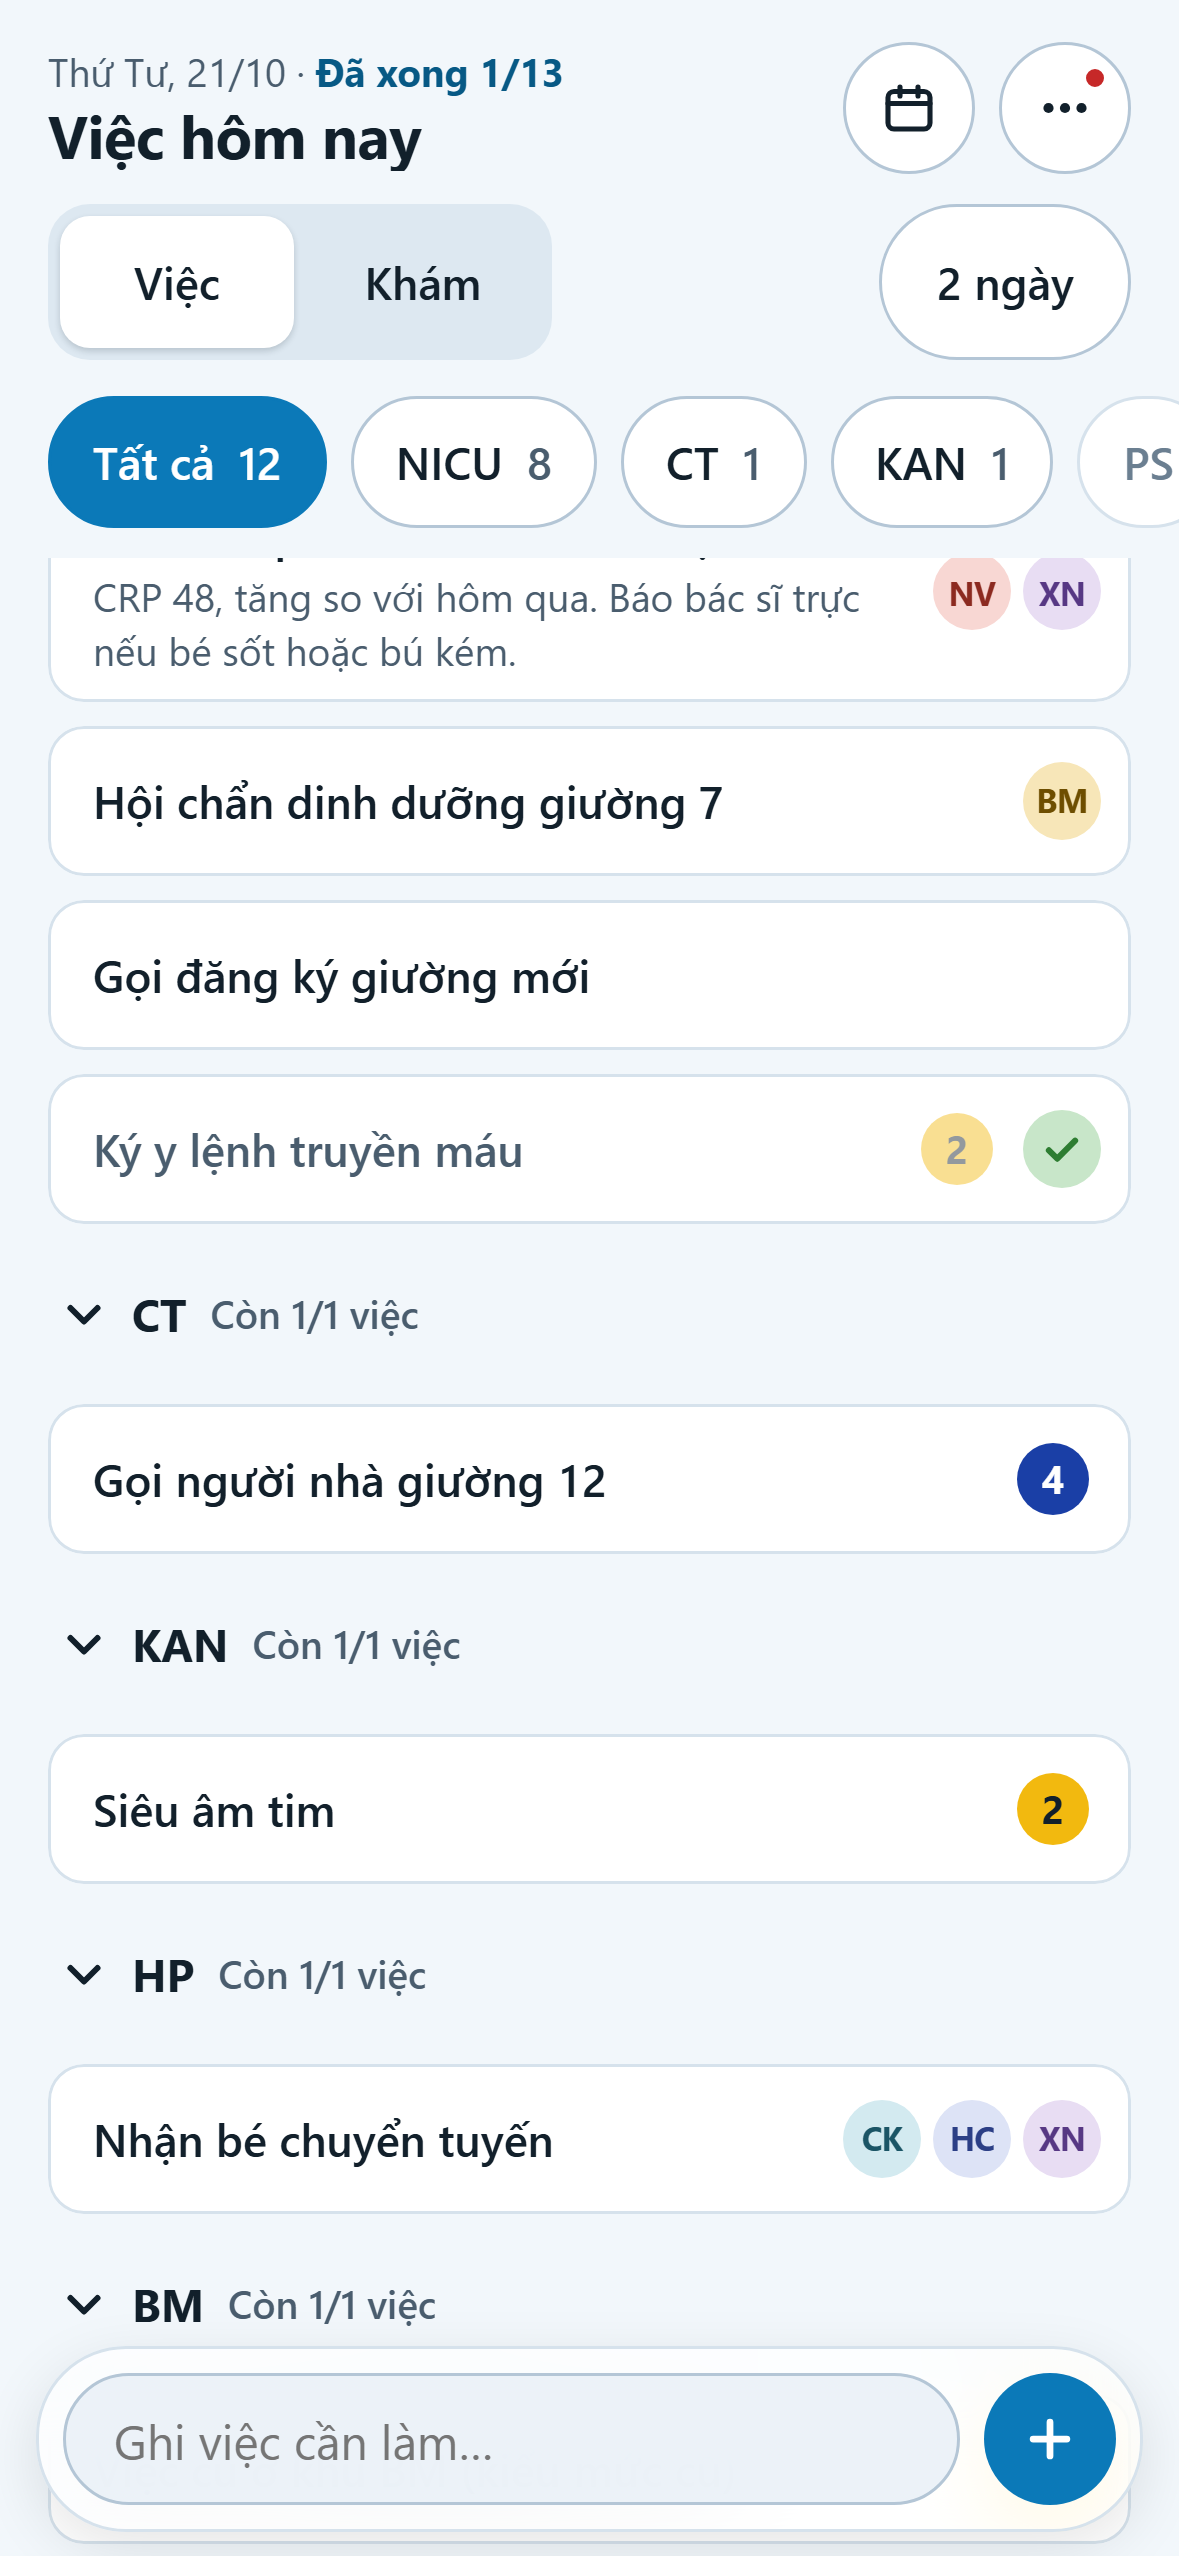 Thứ Tư, 21/10 · Đã xong 1/13
Việc hôm nay
Việc
Khám
2 ngày
Tất cả 12
NICU 8
CT 1
KAN 1
PS
CRP 48, tăng so với hôm qua. Báo bác sĩ trực
nếu bé sốt hoặc bú kém.
NV
XN
Hội chẩn dinh dưỡng giường 7
BM
Gọi đăng ký giường mới
Ký y lệnh truyền máu
2
CT Còn 1/1 việc
Gọi người nhà giường 12
4
KAN Còn 1/1 việc
Siêu âm tim
2
HP Còn 1/1 việc
Nhận bé chuyển tuyến
CK
HC
XN
BM Còn 1/1 việc
Ghi việc cần làm...